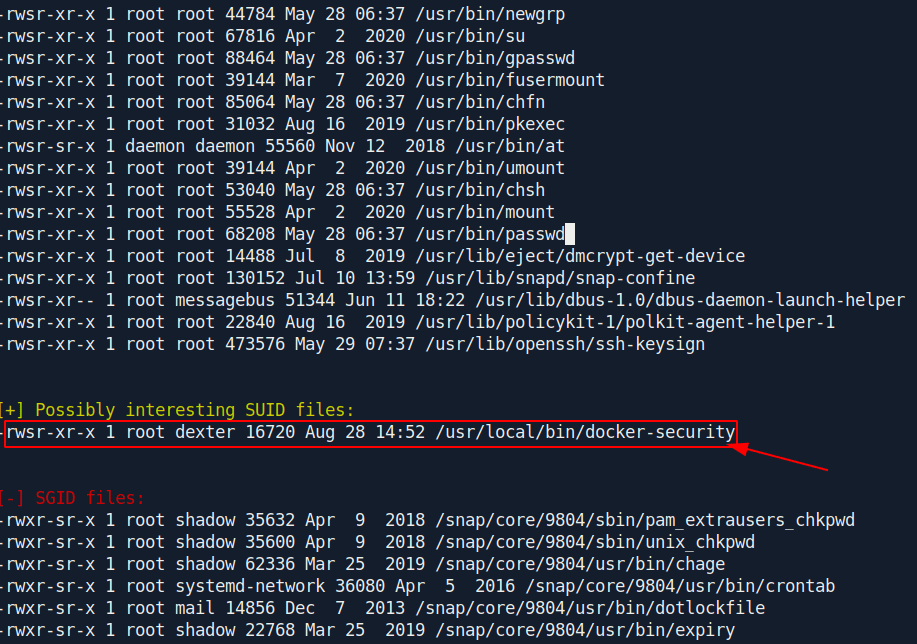 -rwsr-xr-x 1 root root 44784 May 28 06:37 /usr/bin/newgrp
-rwsr-xr-x 1 root root 67816 Apr  2  2020 /usr/bin/su
-rwsr-xr-x 1 root root 88464 May 28 06:37 /usr/bin/gpasswd
-rwsr-xr-x 1 root root 39144 Mar  7  2020 /usr/bin/fusermount
-rwsr-xr-x 1 root root 85064 May 28 06:37 /usr/bin/chfn
-rwsr-xr-x 1 root root 31032 Aug 16  2019 /usr/bin/pkexec
-rwsr-sr-x 1 daemon daemon 55560 Nov 12  2018 /usr/bin/at
-rwsr-xr-x 1 root root 39144 Apr  2  2020 /usr/bin/umount
-rwsr-xr-x 1 root root 53040 May 28 06:37 /usr/bin/chsh
-rwsr-xr-x 1 root root 55528 Apr  2  2020 /usr/bin/mount
-rwsr-xr-x 1 root root 68208 May 28 06:37 /usr/bin/passwd
-rwsr-xr-x 1 root root 14488 Jul  8  2019 /usr/lib/eject/dmcrypt-get-device
-rwsr-xr-x 1 root root 130152 Jul 10 13:59 /usr/lib/snapd/snap-confine
-rwsr-xr-- 1 root messagebus 51344 Jun 11 18:22 /usr/lib/dbus-1.0/dbus-daemon-launch-helper
-rwsr-xr-x 1 root root 22840 Aug 16  2019 /usr/lib/policykit-1/polkit-agent-helper-1
-rwsr-xr-x 1 root root 473576 May 29 07:37 /usr/lib/openssh/ssh-keysign
[+] Possibly interesting SUID files:
-rwsr-xr-x 1 root dexter 16720 Aug 28 14:52 /usr/local/bin/docker-security
[-] SGID files:
-rwxr-sr-x 1 root shadow 35632 Apr  9  2018 /snap/core/9804/sbin/pam_extrausers_chkpwd
-rwxr-sr-x 1 root shadow 35600 Apr  9  2018 /snap/core/9804/sbin/unix_chkpwd
-rwxr-sr-x 1 root shadow 62336 Mar 25  2019 /snap/core/9804/usr/bin/chage
-rwxr-sr-x 1 root systemd-network 36080 Apr  5  2016 /snap/core/9804/usr/bin/crontab
-rwxr-sr-x 1 root mail 14856 Dec  7  2013 /snap/core/9804/usr/bin/dotlockfile
-rwxr-sr-x 1 root shadow 22768 Mar 25  2019 /snap/core/9804/usr/bin/expiry